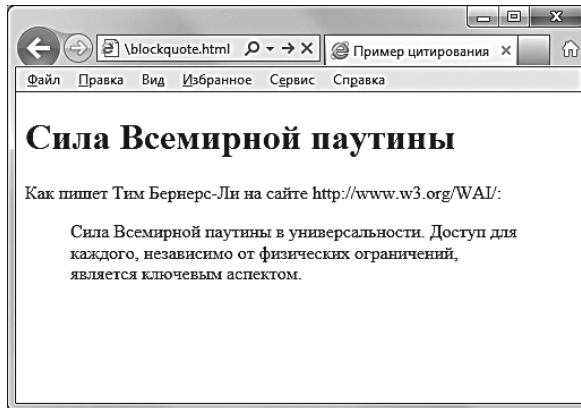 \blockquote.html
Пример цитирования
Файл Правка Вид Избранное Сервис Справка
Сила Всемирной паутины
Как пишет Тим Бернерс-Ли на сайте http://www.w3.org/WAI/:
Сила Всемирной паутины в универсальности. Доступ для
каждого, независимо от физических ограничений,
является ключевым аспектом.